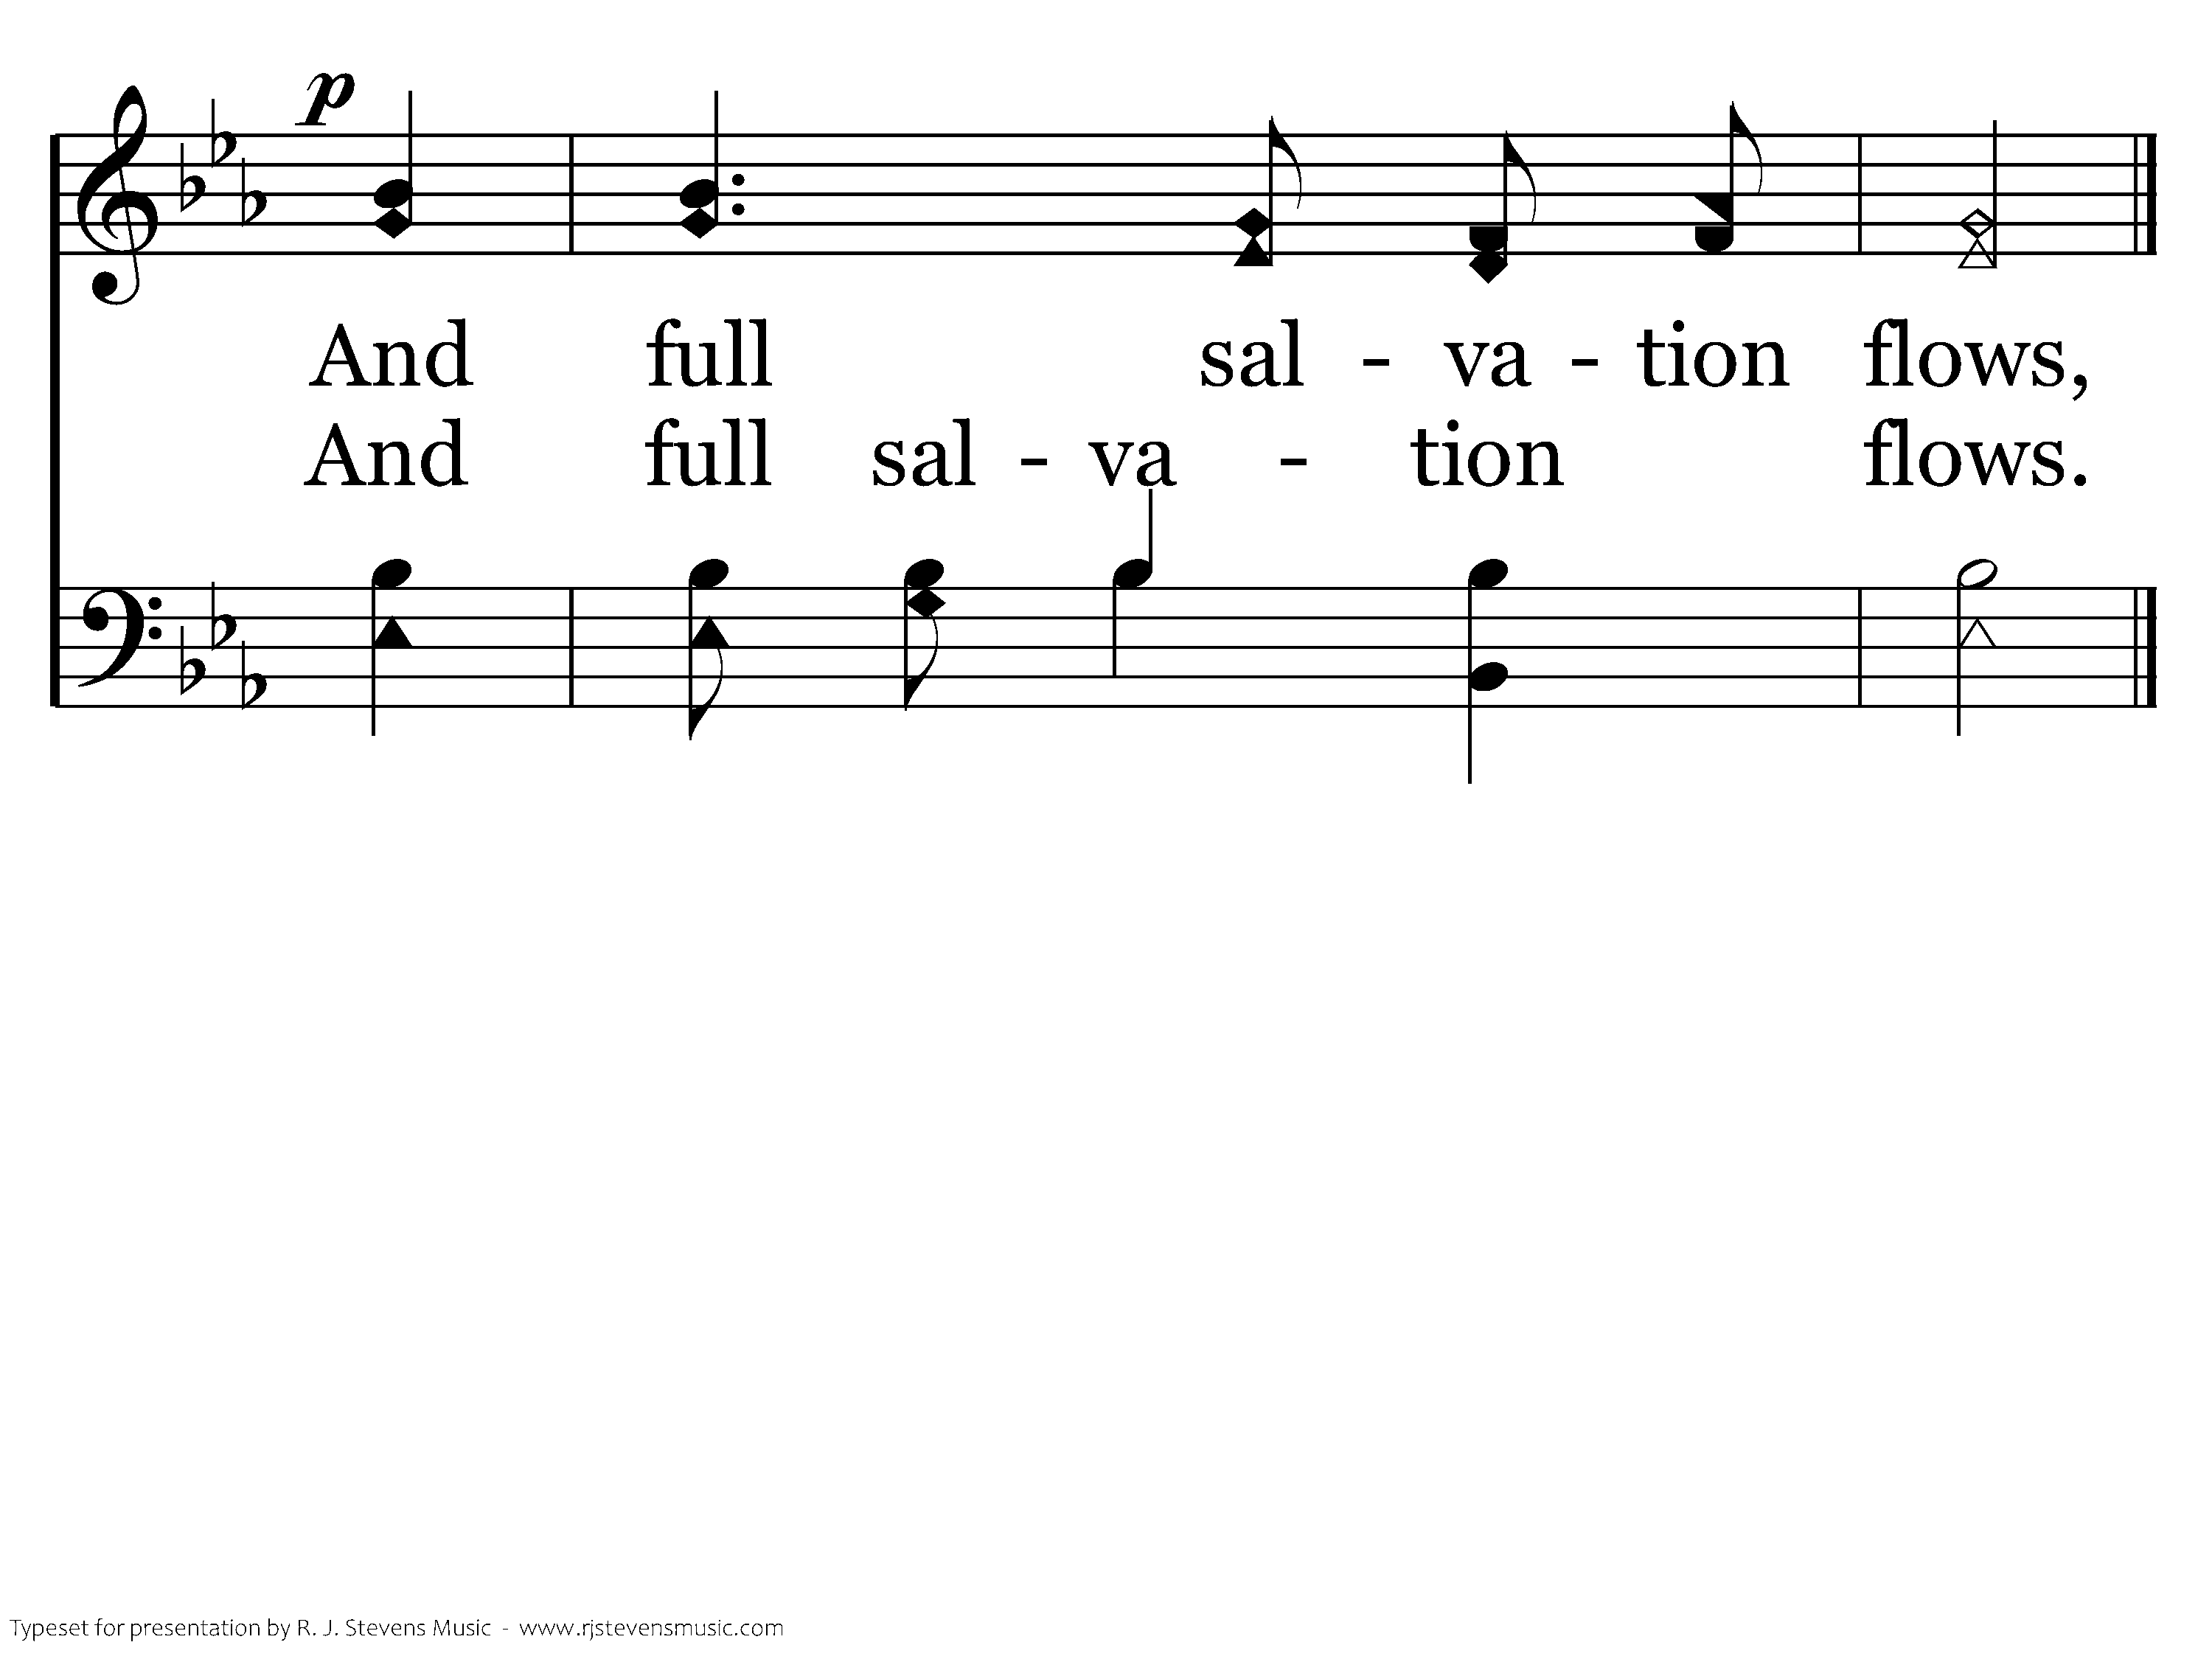 p
And full sal - va - tion flows,
And full sal - va - tion flows.
Typeset for presentation by R. J. Stevens Music - www.rjstevensmusic.com